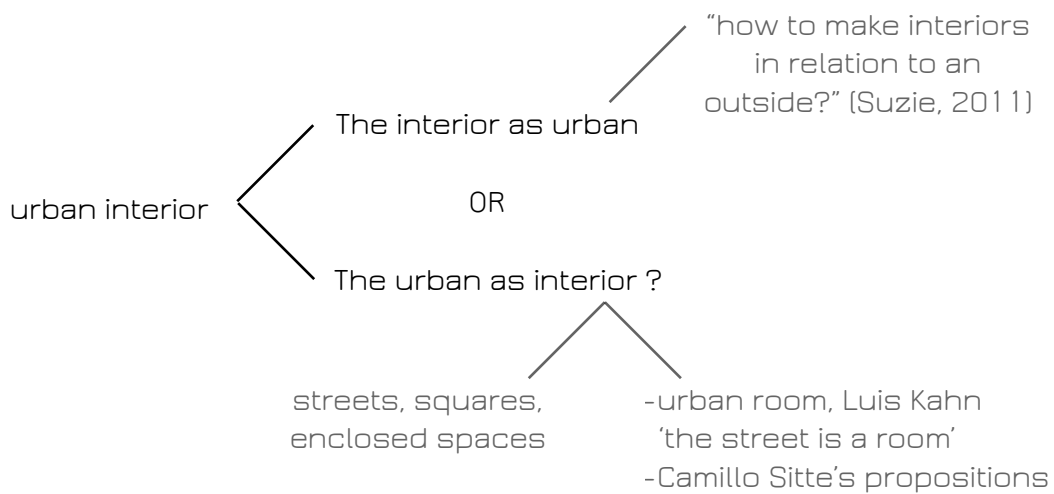 “how to make interiors
in relation to an
outside?” (Suzie, 2011)
The interior as urban
urban interior
OR
The urban as interior ?
streets, squares,
enclosed spaces
-urban room, Luis Kahn
‘the street is a room’
-Camillo Sitte’s propositions